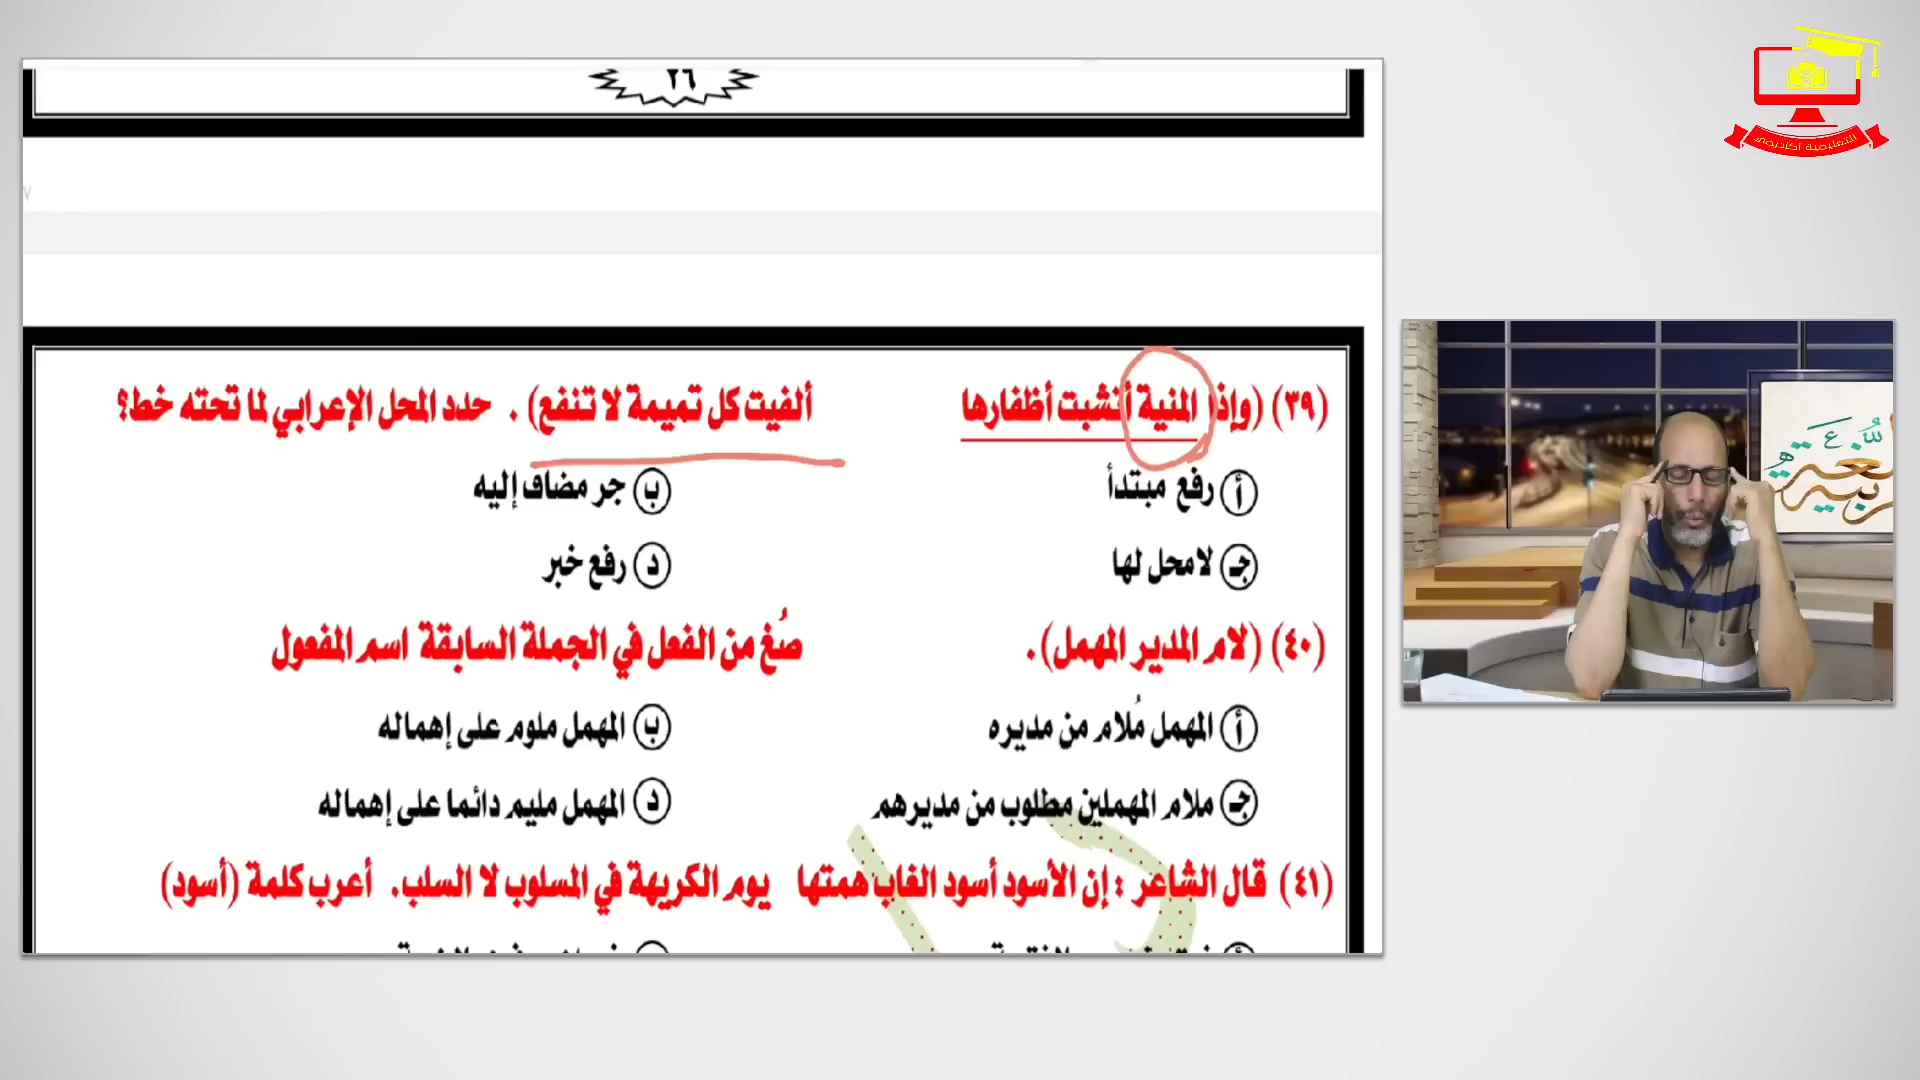 ٢٦
(٣٩) (وإذا المنية أنشبت أظفارها ألفيت كل تميمة لا تنفع) . حدد المحل الإعرابي لما تحته خط؟
أ رفع مبتدأ ب جر مضاف إليه
جـ لامحل لها د رفع خبر
(٤٠) (لام المدير المهمل) . صُغ من الفعل في الجملة السابقة اسم المفعول
أ المهمل مُلام من مديره ب المهمل ملوم على إهماله
جـ ملام المهملين مطلوب من مديرهم د المهمل مليم دائما على إهماله
(٤١) قال الشاعر : إن الأسود أسود الغاب همتها يوم الكريهة في المسلوب لا السلب. أعرب كلمة (أسود)
التعليمية أكاديمي